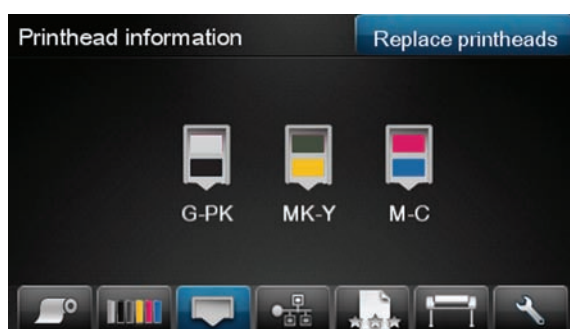 Printhead information
Replace printheads
G-PK MK-Y M-C